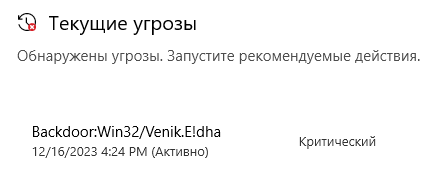 Текущие угрозы
Обнаружены угрозы. Запустите рекомендуемые действия.
Backdoor:Win32/Venik.E!dha
Критический
12/16/2023 4:24 PM (Активно)